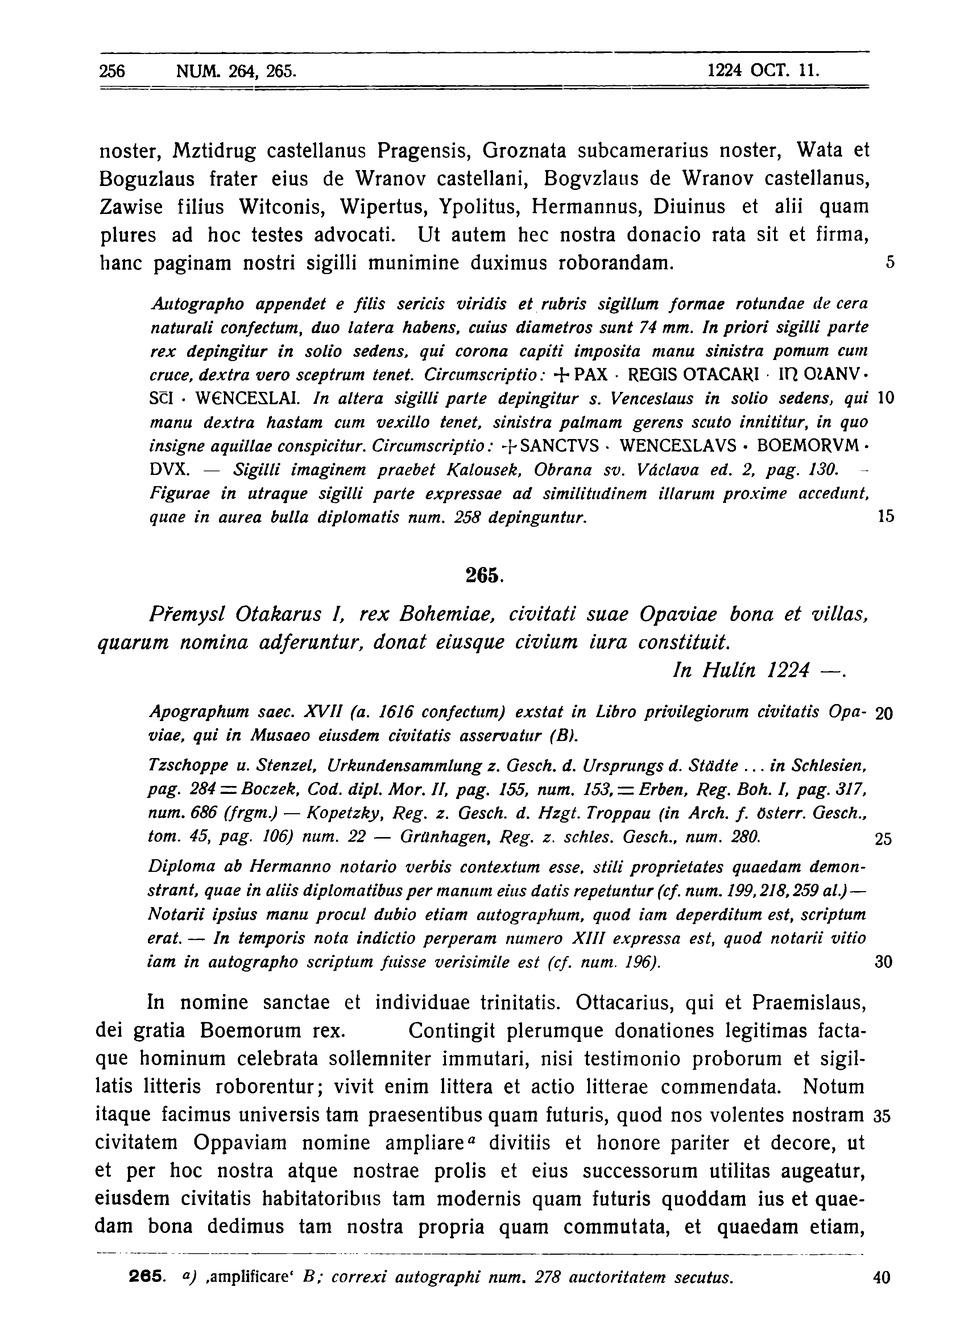 256 NUM. 264, 265. 1224 OCT. 11.
noster, Mztidrug castellanus Pragensis, Groznata subcamerarius noster, Wata et
Boguzlaus frater eius de Wranov castellani, Bogvzlaus de Wranov castellanus,
Zawise filius Witconis, Wipertus, Ypolitus, Hermannus, Diuinus et alii quam
plures ad hoc testes advocati. Ut autem hec nostra donacio rata sit et firma,
hanc paginam nostri sigilli munimine duximus roborandam. 5
Autographo appendet e filis sericis viridis et rubris sigillum formae rotundae de cera
naturali confectum, duo latera habens, cuius diametros sunt 74 mm. In priori sigilli parte
rex depingitur in solio sedens, qui corona capiti imposita manu sinistra pomum cum
cruce, dextra vero sceptrum tenet. Circumscriptio: + PAX · REGIS OTACARI · IN MANV ·
SC̄I · WENCEZLAI. In altera sigilli parte depingitur s. Venceslaus in solio sedens, qui 10
manu dextra hastam cum vexillo tenet, sinistra palmam gerens scuto innititur, in quo
insigne aquillae conspicitur. Circumscriptio: + SANCTVS · WENCEZLAVS · BOEMORVM ·
DVX. — Sigilli imaginem praebet Kalousek, Obrana sv. Václava ed. 2, pag. 130. –
Figurae in utraque sigilli parte expressae ad similitudinem illarum proxime accedunt,
quae in aurea bulla diplomatis num. 258 depinguntur. 15
265.
Přemysl Otakarus I, rex Bohemiae, civitati suae Opaviae bona et villas,
quarum nomina adferuntur, donat eiusque civium iura constituit.
In Hulín 1224 —.
Apographum saec. XVII (a. 1616 confectum) exstat in Libro privilegiorum civitatis Opa- 20
viae, qui in Musaeo eiusdem civitatis asservatur (B).
Tzschoppe u. Stenzel, Urkundensammlung z. Gesch. d. Ursprungs d. Städte ... in Schlesien,
pag. 284 = Boczek, Cod. dipl. Mor. II, pag. 155, num. 153, = Erben, Reg. Boh. I, pag. 317,
num. 686 (frgm.) — Kopetzky, Reg. z. Gesch. d. Hzgt. Troppau (in Arch. f. österr. Gesch.,
tom. 45, pag. 106) num. 22 — Grünhagen, Reg. z. schles. Gesch., num. 280. 25
Diploma ab Hermanno notario verbis contextum esse, stili proprietates quaedam demon-
strant, quae in aliis diplomatibus per manum eius datis repetuntur (cf. num. 199, 218, 259 al.) —
Notarii ipsius manu procul dubio etiam autographum, quod iam deperditum est, scriptum
erat. — In temporis nota indictio perperam numero XIII expressa est, quod notarii vitio
iam in autographo scriptum fuisse verisimile est (cf. num. 196). 30
In nomine sanctae et individuae trinitatis. Ottacarius, qui et Praemislaus,
dei gratia Boemorum rex. Contingit plerumque donationes legitimas facta-
que hominum celebrata sollemniter immutari, nisi testimonio proborum et sigil-
latis litteris roborentur; vivit enim littera et actio litterae commendata. Notum
itaque facimus universis tam praesentibus quam futuris, quod nos volentes nostram 35
civitatem Oppaviam nomine ampliare a divitiis et honore pariter et decore, ut
et per hoc nostra atque nostrae prolis et eius successorum utilitas augeatur,
eiusdem civitatis habitatoribus tam modernis quam futuris quoddam ius et quae-
dam bona dedimus tam nostra propria quam commutata, et quaedam etiam,
265. a) ‚amplificare‘ B; correxi autographi num. 278 auctoritatem secutus. 40